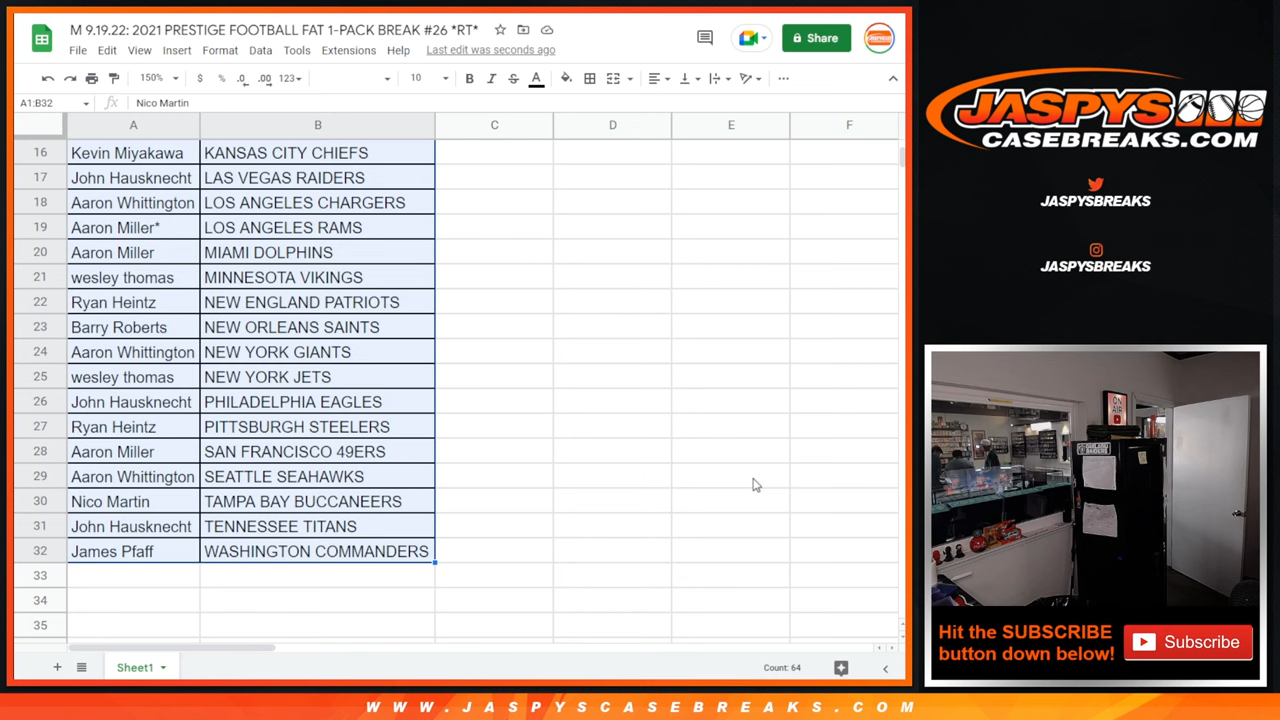 M 9.19.22: 2021 PRESTIGE FOOTBALL FAT 1-PACK BREAK #26 *RT*
File Edit View Insert Format Data Tools Extensions Help Last edit was seconds ago
Share
150% $ % .0 .00 123 10 B I S A
A1:B32 fx Nico Martin
A B C D E F
16 Kevin Miyakawa KANSAS CITY CHIEFS
17 John Hausknecht LAS VEGAS RAIDERS
18 Aaron Whittington LOS ANGELES CHARGERS
19 Aaron Miller* LOS ANGELES RAMS
20 Aaron Miller MIAMI DOLPHINS
21 wesley thomas MINNESOTA VIKINGS
22 Ryan Heintz NEW ENGLAND PATRIOTS
23 Barry Roberts NEW ORLEANS SAINTS
24 Aaron Whittington NEW YORK GIANTS
25 wesley thomas NEW YORK JETS
26 John Hausknecht PHILADELPHIA EAGLES
27 Ryan Heintz PITTSBURGH STEELERS
28 Aaron Miller SAN FRANCISCO 49ERS
29 Aaron Whittington SEATTLE SEAHAWKS
30 Nico Martin TAMPA BAY BUCCANEERS
31 John Hausknecht TENNESSEE TITANS
32 James Pfaff WASHINGTON COMMANDERS
33
34
35
Sheet1 Count: 64
JASPYS
CASEBREAKS.COM
JASPYSBREAKS
JASPYSBREAKS
ON
AIR
Hit the SUBSCRIBE
button down below!
Subscribe
WWW.JASPYSCASEBREAKS.COM